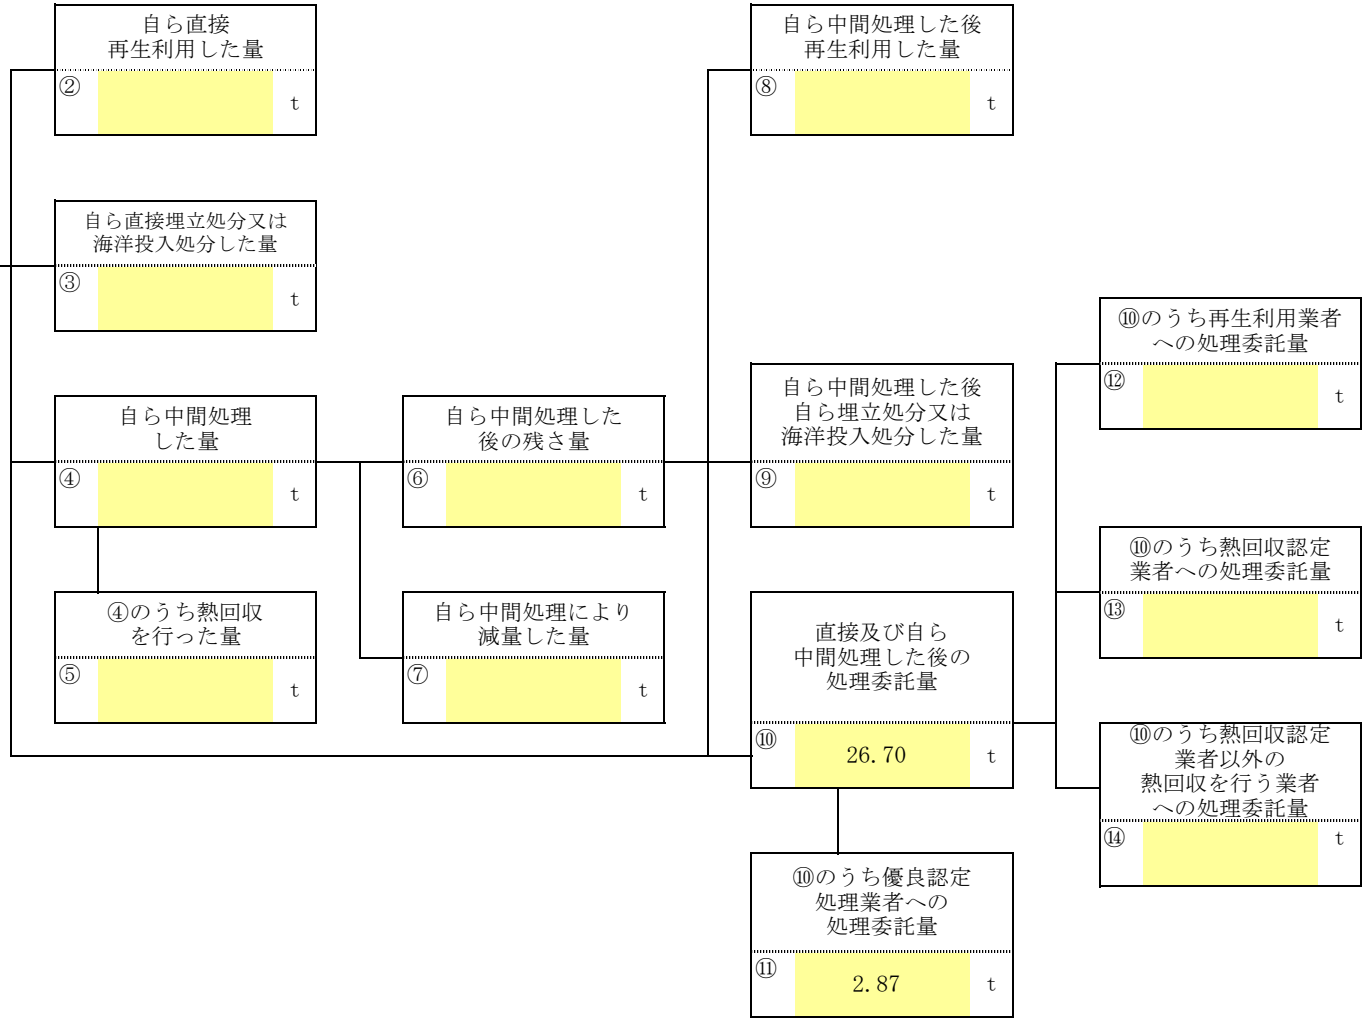 自ら直接
再生利用した量
②
t
自ら中間処理した後
再生利用した量
⑧
t
自ら直接埋立処分又は
海洋投入処分した量
③
t
⑩のうち再生利用業者
への処理委託量
⑫
t
自ら中間処理
した量
④
t
自ら中間処理した
後の残さ量
⑥
t
自ら中間処理した後
自ら埋立処分又は
海洋投入処分した量
⑨
t
⑩のうち熱回収認定
業者への処理委託量
⑬
t
④のうち熱回収
を行った量
⑤
t
自ら中間処理により
減量した量
⑦
t
直接及び自ら
中間処理した後の
処理委託量
⑩
26.70
t
⑩のうち熱回収認定
業者以外の
熱回収を行う業者
への処理委託量
⑭
t
⑩のうち優良認定
処理業者への
処理委託量
⑪
2.87
t